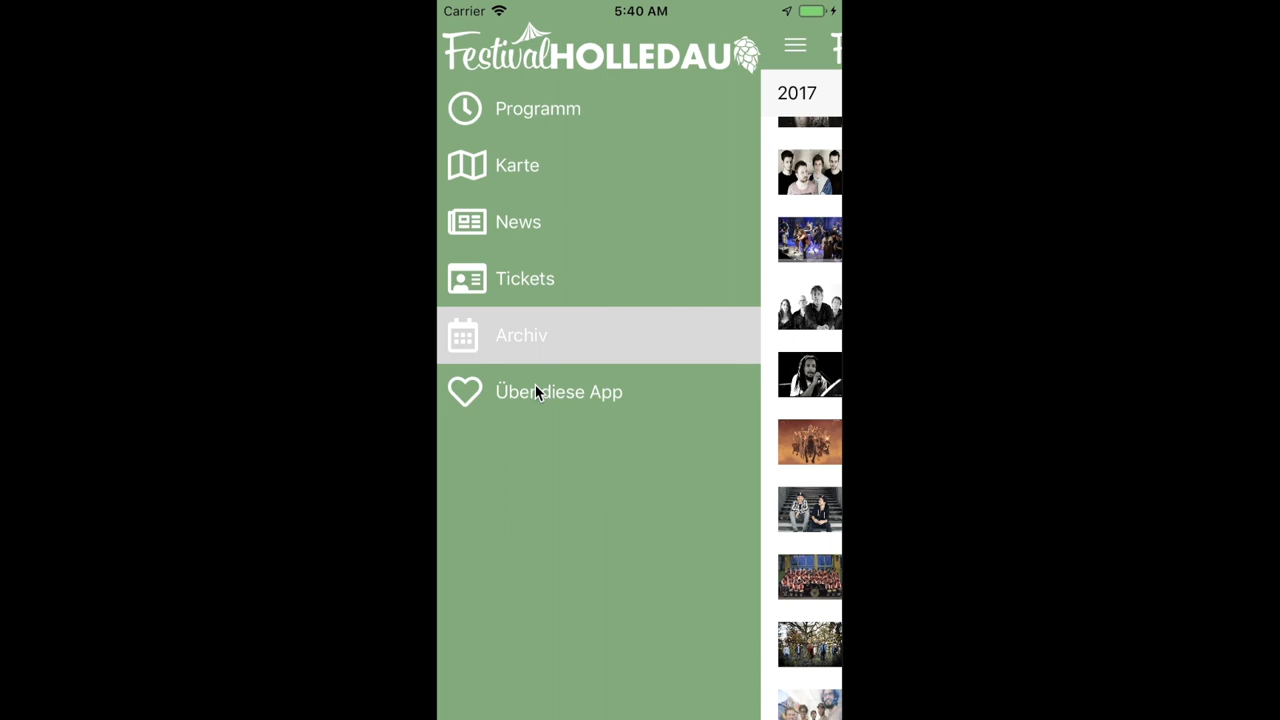 Carrier 5:40 AM
FestivalHOLLEDAU
Programm
Karte
News
Tickets
Archiv
Über diese App
2017